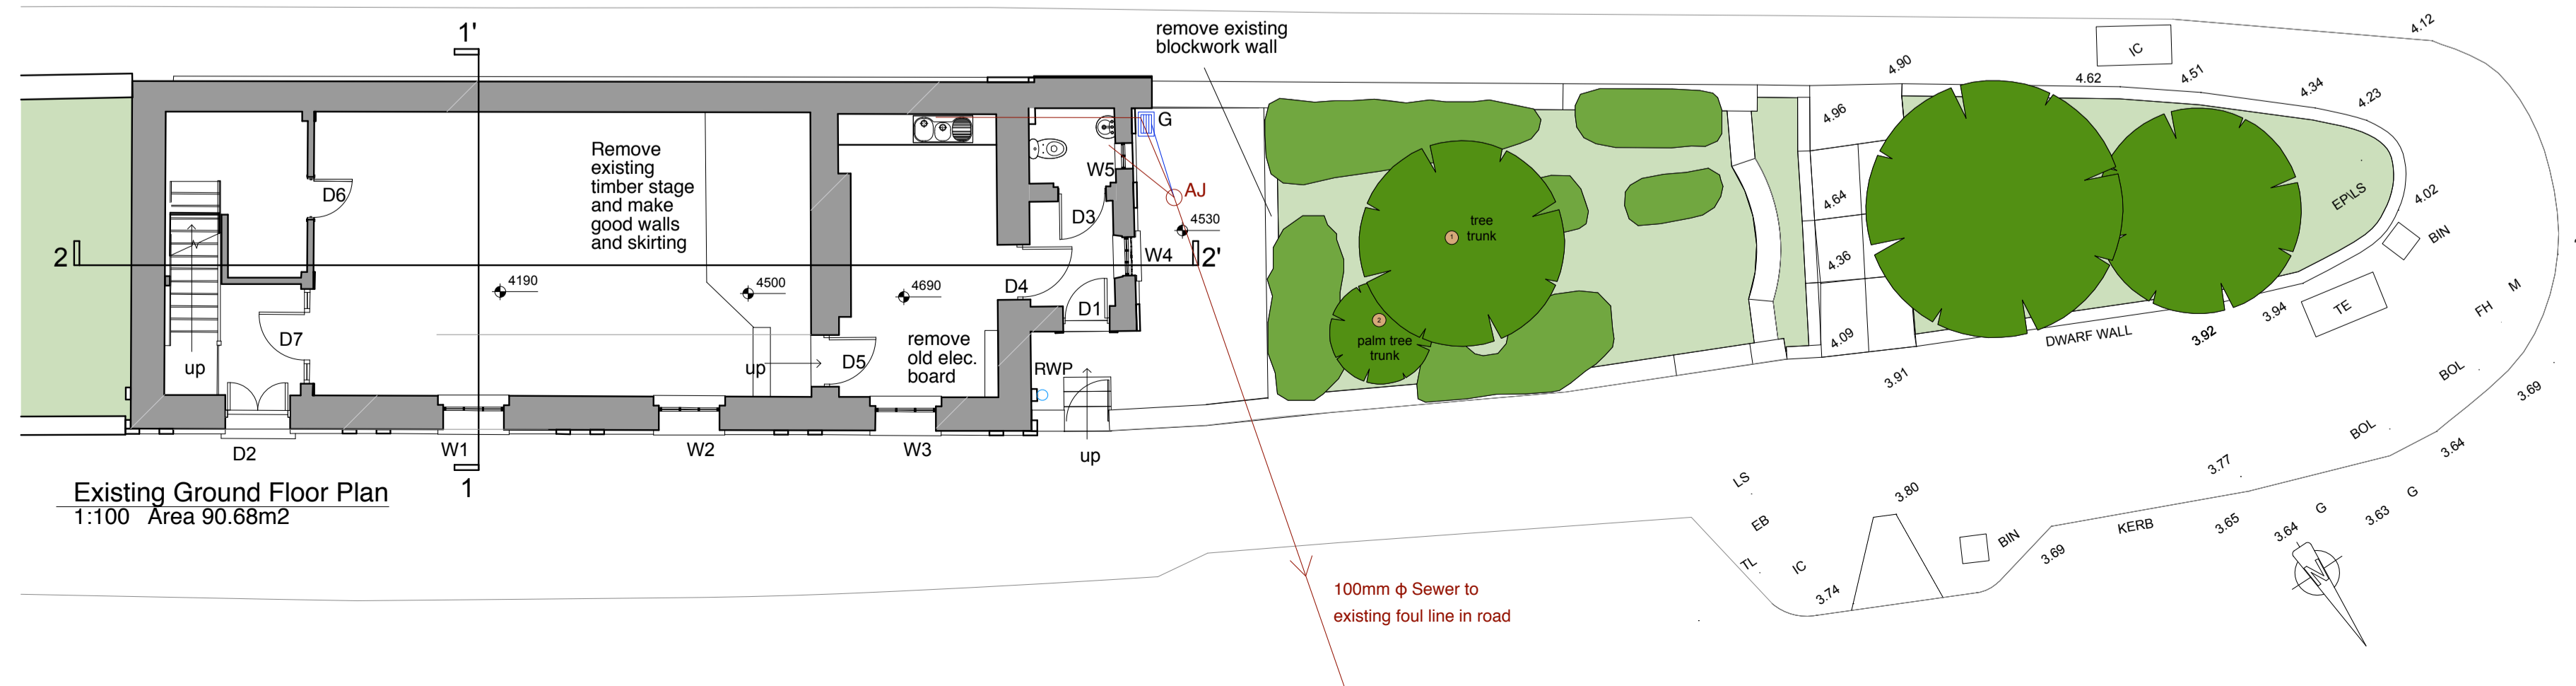 1'
remove existing
blockwork wall
4.12
IC
4.90
4.62
4.51
4.34
4.23
4.96
G
Remove
existing
timber stage
and make
good walls
and skirting
W5
AJ
D6
D3
4530
tree
trunk
1
4.64
EP\LS
4.02
BIN
2
2'
W4
4.36
4190
4500
4690
D4
D1
M
FH
TE
3.94
3.92
DWARF WALL
4.09
2
palm tree
trunk
D7
up
up
D5
remove
old elec.
board
RWP
3.91
BOL
3.69
BOL
D2
W1
W2
W3
up
3.64
3.77
1
Existing Ground Floor Plan
1:100 Area 90.68m2
LS
3.80
G
EB
KERB
3.65
3.64
G
3.63
BIN
3.69
TL
IC
3.74
N
100mm ϕ Sewer to
existing foul line in road